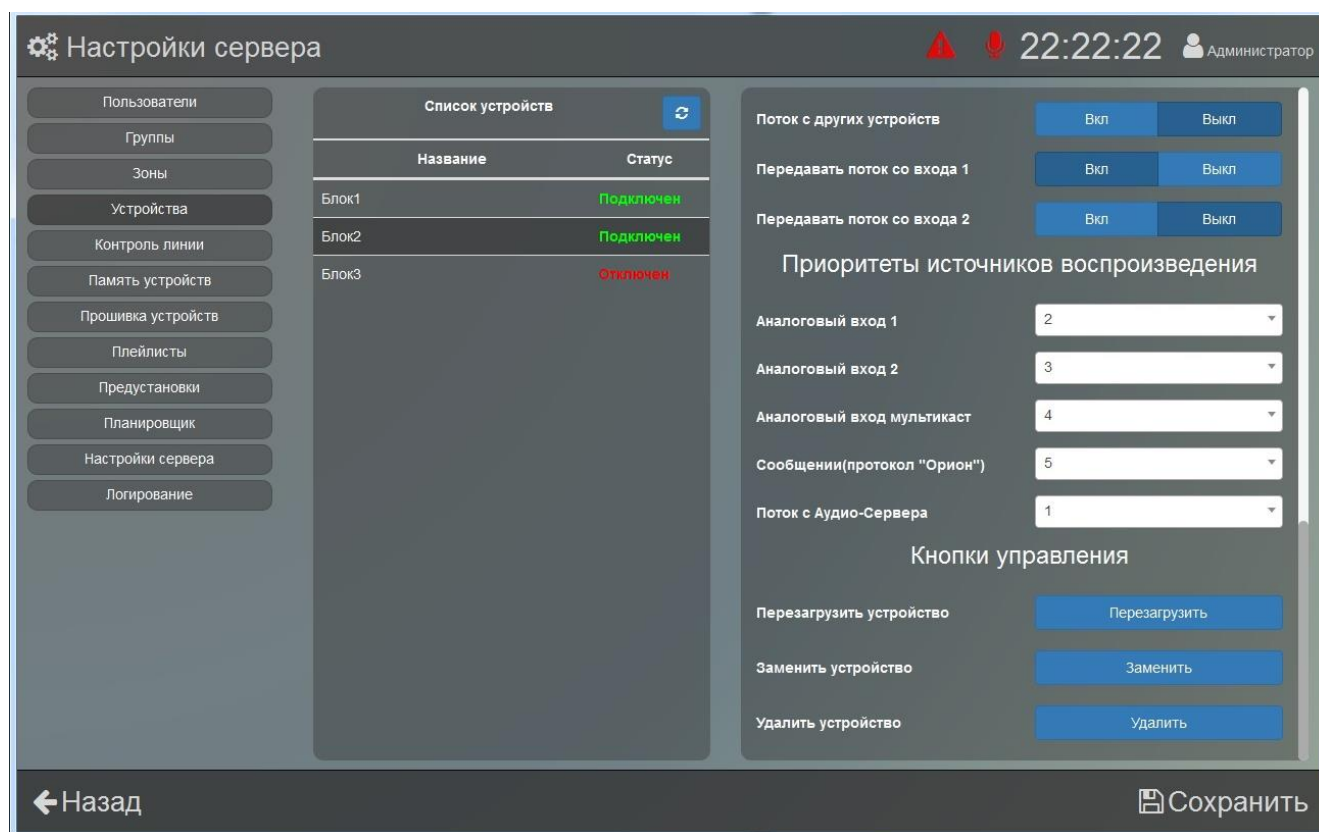 Настройки сервера
22:22:22
Администратор
Пользователи
Группы
Зоны
Устройства
Контроль линии
Память устройств
Прошивка устройств
Плейлисты
Предустановки
Планировщик
Настройки сервера
Логирование
Список устройств
Название Статус
Блок1 Подключен
Блок2 Подключен
Блок3 Отключен
Поток с других устройств Вкл Выкл
Передавать поток со входа 1 Вкл Выкл
Передавать поток со входа 2 Вкл Выкл
Приоритеты источников воспроизведения
Аналоговый вход 1 2
Аналоговый вход 2 3
Аналоговый вход мультикаст 4
Сообщении(протокол "Орион") 5
Поток с Аудио-Сервера 1
Кнопки управления
Перезагрузить устройство Перезагрузить
Заменить устройство Заменить
Удалить устройство Удалить
Назад
Сохранить